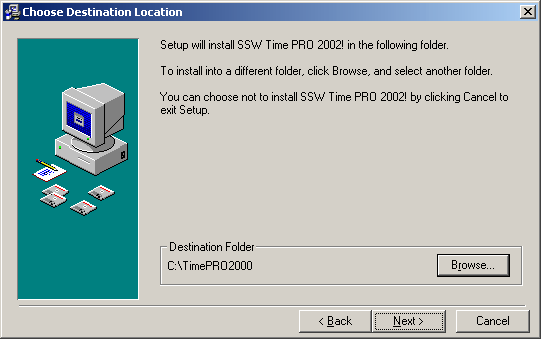 Choose Destination Location
Setup will install SSW Time PRO 2002! in the following folder.
To install into a different folder, click Browse, and select another folder.
You can choose not to install SSW Time PRO 2002! by clicking Cancel to
exit Setup.
Destination Folder
C:\TimePRO2000
Browse...
< Back
Next >
Cancel